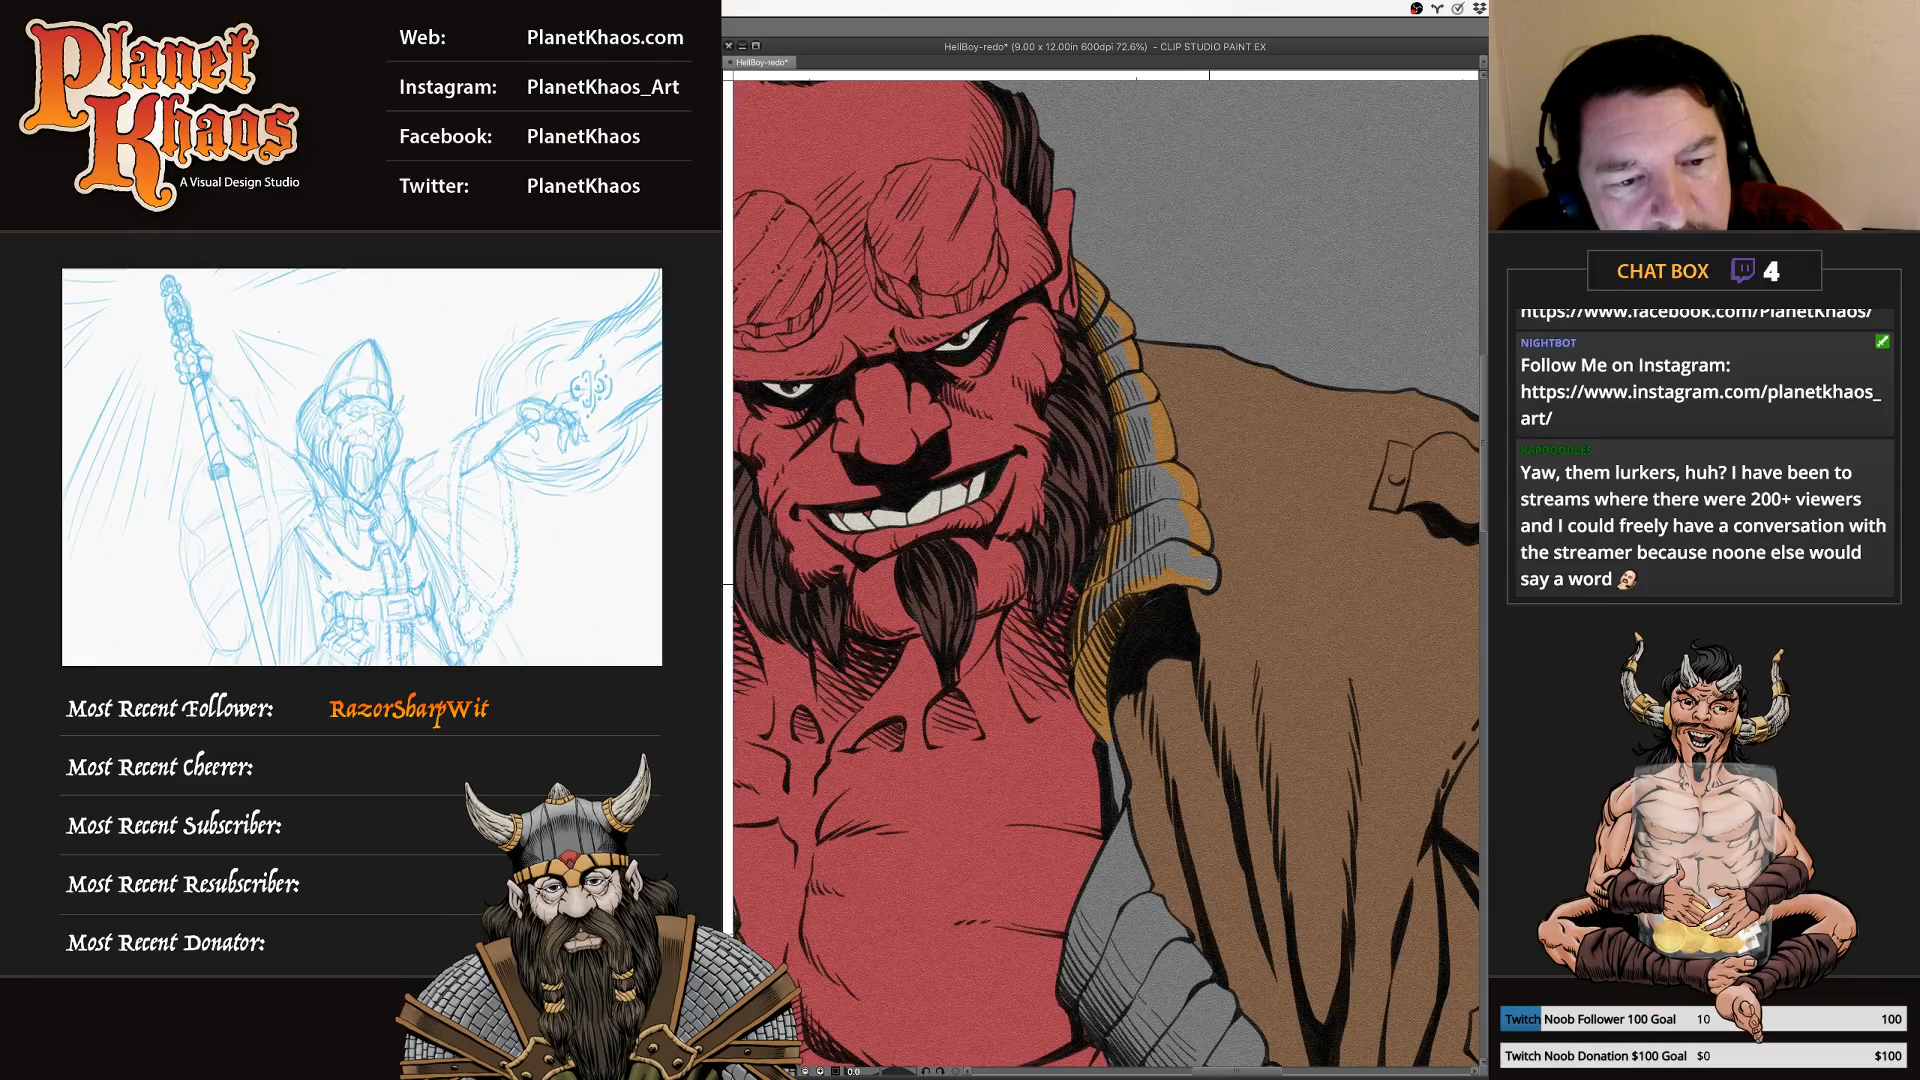 Planet
Khaos
A Visual Design Studio
Web: PlanetKhaos.com
Instagram: PlanetKhaos_Art
Facebook: PlanetKhaos
Twitter: PlanetKhaos
Most Recent Follower: RazorSharpWit
Most Recent Cheerer:
Most Recent Subscriber:
Most Recent Resubscriber:
Most Recent Donator:
HellBoy-redo* (9.00 x 12.00in 600dpi 72.6%) - CLIP STUDIO PAINT EX
HellBoy-redo*
0:0
CHAT BOX 4
https://www.facebook.com/PlanetKhaos/
NIGHTBOT
Follow Me on Instagram:
https://www.instagram.com/planetkhaos_
art/
KAPDOODLES
Yaw, them lurkers, huh? I have been to
streams where there were 200+ viewers
and I could freely have a conversation with
the streamer because noone else would
say a word
Twitch Noob Follower 100 Goal 10 100
Twitch Noob Donation $100 Goal $0 $100